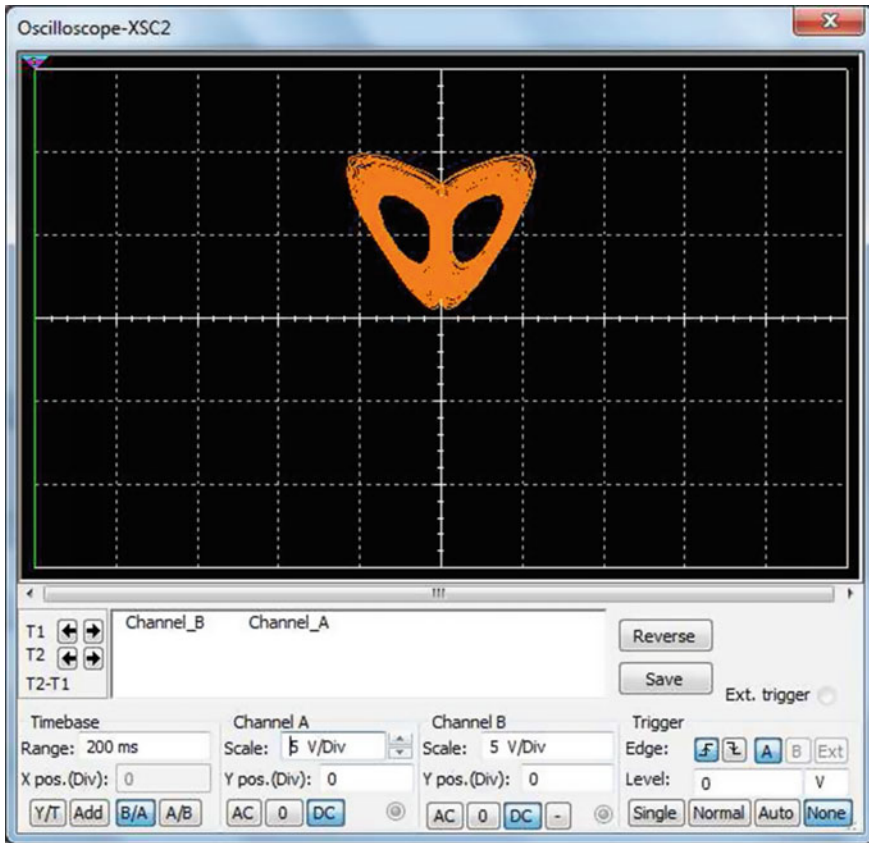 Oscilloscope-XSC2
x
T1
T2
T2-T1
Channel_B Channel_A
Reverse
Save
Ext. trigger
Timebase
Range: 200 ms
X pos.(Div): 0
Y/T Add B/A A/B
Channel A
Scale: 5 V/Div
Y pos.(Div): 0
AC 0 DC
Channel B
Scale: 5 V/Div
Y pos.(Div): 0
AC 0 DC -
Trigger
Edge: A B Ext
Level: 0 V
Single Normal Auto None